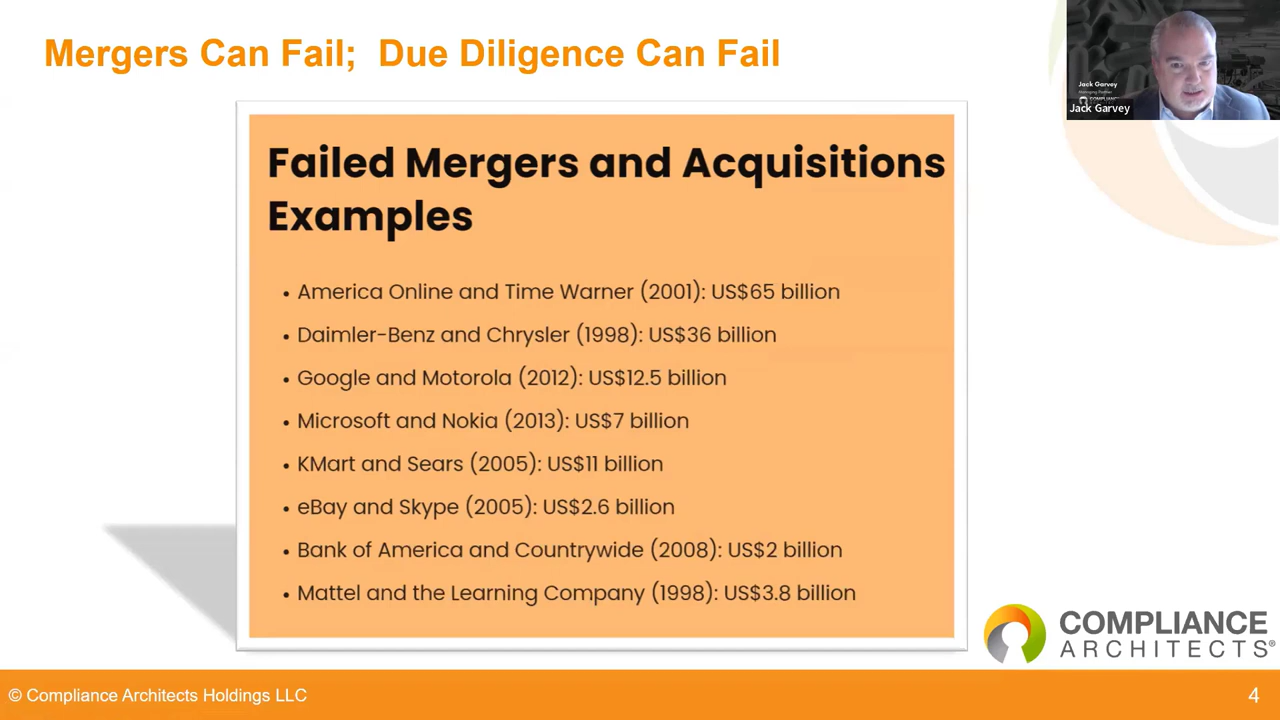 Mergers Can Fail; Due Diligence Can Fail
Jack Garvey
Managing Partner
Jack Garvey
Failed Mergers and Acquisitions
Examples
• America Online and Time Warner (2001): US$65 billion
• Daimler-Benz and Chrysler (1998): US$36 billion
• Google and Motorola (2012): US$12.5 billion
• Microsoft and Nokia (2013): US$7 billion
• KMart and Sears (2005): US$11 billion
• eBay and Skype (2005): US$2.6 billion
• Bank of America and Countrywide (2008): US$2 billion
• Mattel and the Learning Company (1998): US$3.8 billion
COMPLIANCE
ARCHITECTS®
© Compliance Architects Holdings LLC
4